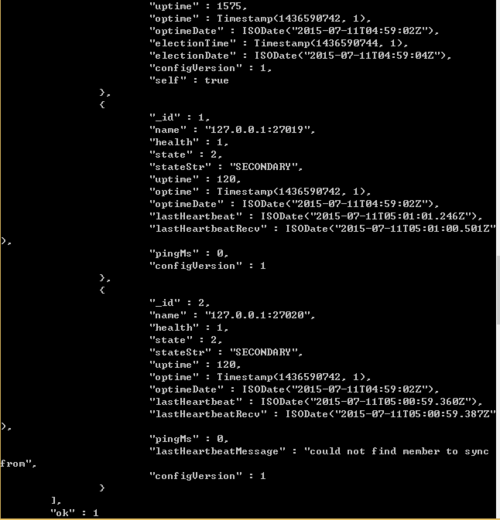 "uptime" : 1575,
"optime" : Timestamp(1436590742, 1),
"optimeDate" : ISODate("2015-07-11T04:59:02Z"),
"electionTime" : Timestamp(1436590744, 1),
"electionDate" : ISODate("2015-07-11T04:59:04Z"),
"configVersion" : 1,
"self" : true
},
{
"_id" : 1,
"name" : "127.0.0.1:27019",
"health" : 1,
"state" : 2,
"stateStr" : "SECONDARY",
"uptime" : 120,
"optime" : Timestamp(1436590742, 1),
"optimeDate" : ISODate("2015-07-11T04:59:02Z"),
"lastHeartbeat" : ISODate("2015-07-11T05:01:01.246Z"),
"lastHeartbeatRecv" : ISODate("2015-07-11T05:01:00.501Z"
),
"pingMs" : 0,
"configVersion" : 1
},
{
"_id" : 2,
"name" : "127.0.0.1:27020",
"health" : 1,
"state" : 2,
"stateStr" : "SECONDARY",
"uptime" : 120,
"optime" : Timestamp(1436590742, 1),
"optimeDate" : ISODate("2015-07-11T04:59:02Z"),
"lastHeartbeat" : ISODate("2015-07-11T05:00:59.360Z"),
"lastHeartbeatRecv" : ISODate("2015-07-11T05:00:59.387Z"
),
"pingMs" : 0,
"lastHeartbeatMessage" : "could not find member to sync
from",
"configVersion" : 1
}
],
"ok" : 1